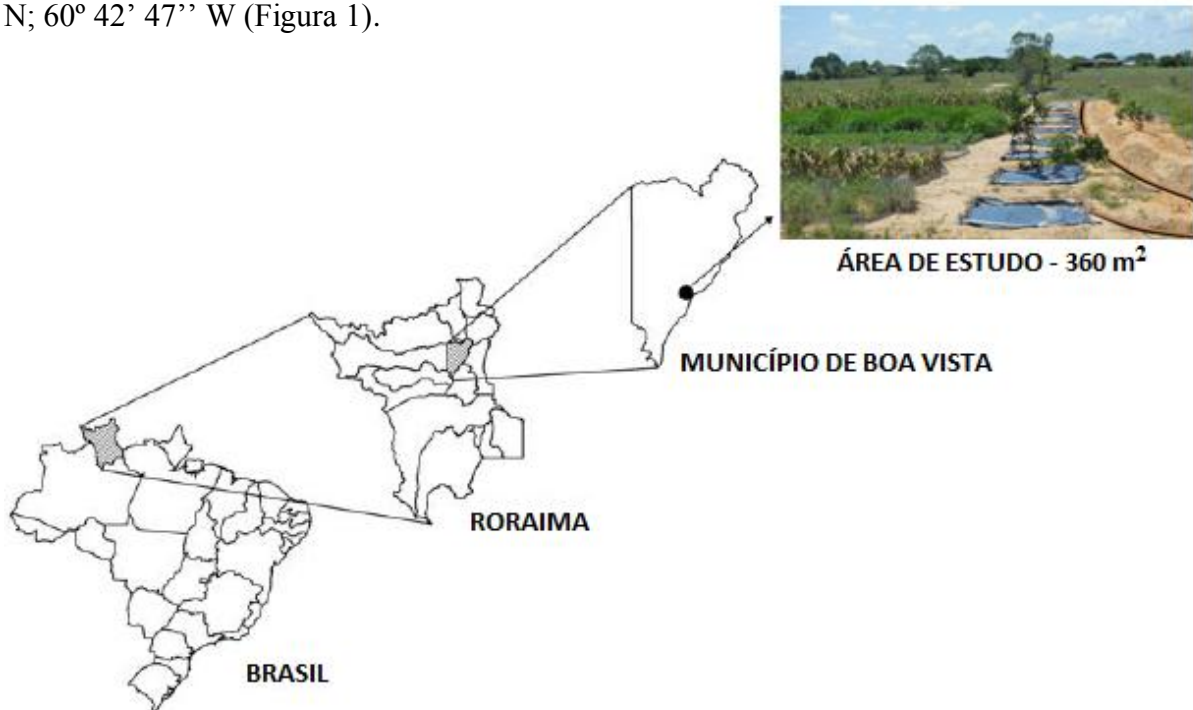 N; 60º 42’ 47’’ W (Figura 1).
ÁREA DE ESTUDO - 360 m²
MUNICÍPIO DE BOA VISTA
RORAIMA
BRASIL